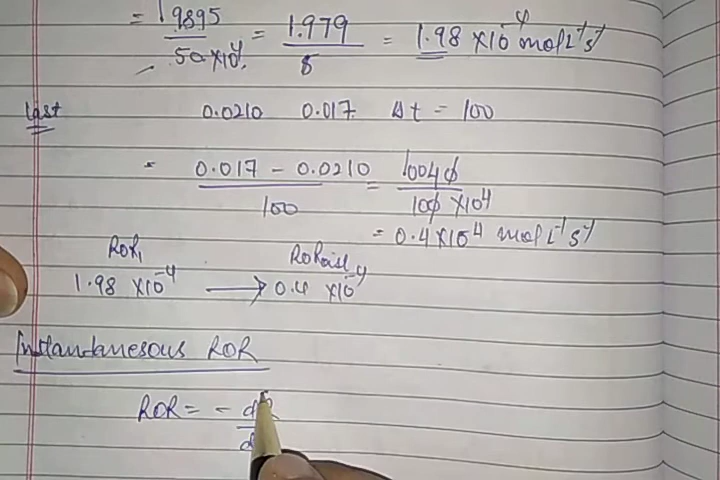 = 9895 / 50×10⁴ = 1.979 / 5 = 1.98 ×10⁻⁴ mol L⁻¹ s⁻¹
Last 0.0210 0.017 Δt = 100
= 0.017 - 0.0210 / 100 = 10040 / 100 ×10⁴
= 0.4×10⁻⁴ mol L⁻¹ s⁻¹
ROR₁
1.98 ×10⁻⁴ → 0.4 ×10⁻⁴
Instantanesous ROR
ROR = - d